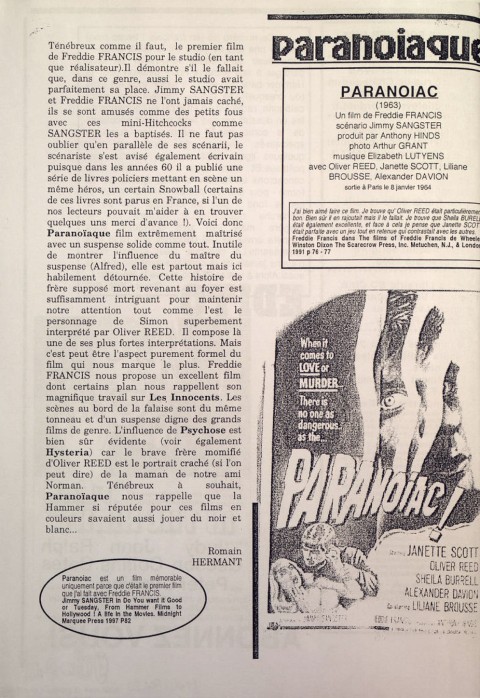 Ténébreux comme il faut, le premier film
de Freddie FRANCIS pour le studio (en tant
que réalisateur).Il démontre s'il le fallait
que, dans ce genre, aussi le studio avait
parfaitement sa place. Jimmy SANGSTER
et Freddie FRANCIS ne l'ont jamais caché,
ils se sont amusés comme des petits fous
avec ces mini-Hitchcocks comme
SANGSTER les a baptisés. Il ne faut pas
oublier qu'en parallèle de ses scénarii, le
scénariste s'est avisé également écrivain
puisque dans les années 60 il a publié une
série de livres policiers mettant en scène un
même héros, un certain Snowball (certains
de ces livres sont parus en France, si l'un de
nos lecteurs pouvait m'aider à en trouver
quelques uns merci d'avance !). Voici donc
Paranoïaque film extrêmement maîtrisé
avec un suspense solide comme tout. Inutile
de montrer l'influence du maître du
suspense (Alfred), elle est partout mais ici
habilement détournée. Cette histoire de
frère supposé mort revenant au foyer est
suffisamment intriguant pour maintenir
notre attention tout comme l'est le
personnage de Simon superbement
interprété par Oliver REED. Il compose là
une de ses plus fortes interprétations. Mais
c'est peut être l'aspect purement formel du
film qui nous marque le plus. Freddie
FRANCIS nous propose un excellent film
dont certains plan nous rappellent son
magnifique travail sur Les Innocents. Les
scènes au bord de la falaise sont du même
tonneau et d'un suspense digne des grands
films de genre. L'influence de Psychose est
bien sûr évidente (voir également
Hysteria) car le brave frère momifié
d'Oliver REED est le portrait craché (si l'on
peut dire) de la maman de notre ami
Norman. Ténébreux à souhait,
Paranoïaque nous rappelle que la
Hammer si réputée pour ces films en
couleurs savaient aussi jouer du noir et
blanc...
Romain
HERMANT
Paranoiac est un film mémorable
uniquement parce que c'était le premier film
que j'ai fait avec Freddie FRANCIS.
Jimmy SANGSTER in Do You want it Good
or Tuesday, From Hammer Films to
Hollywood ! A life in the Movies. Midnight
Marquee Press 1997 P82
paranoiaque
PARANOIAC
(1963)
Un film de Freddie FRANCIS
scénario Jimmy SANGSTER
produit par Anthony HINDS
photo Arthur GRANT
musique Elizabeth LUTYENS
avec Oliver REED, Janette SCOTT, Liliane
BROUSSE, Alexander DAVION
sortie à Paris le 8 janvier 1964
J'ai bien aimé faire ce film. Je trouve qu' Oliver REED était particulièrement
bon. Bien sûr il en rajoutait mais il le fallait. Je trouve que Sheila BURELL
était également excellente, et face à cela je pense que Janette SCOTT
était parfaite avec un jeu tout en retenue qui contrastait avec les autres.
Freddie Francis dans The films of Freddie Francis de Wheeler
Winston Dixon The Scarecrow Press, Inc. Metuchen, N.J., & London
1991 p 76 - 77
When it
comes to
LOVE or
MURDER...
There is
no one as
dangerous..
as the...
PARANOIAC!
JANETTE SCOTT
OLIVER REED
SHEILA BURRELL
ALEXANDER DAVION
LILIANE BROUSSE